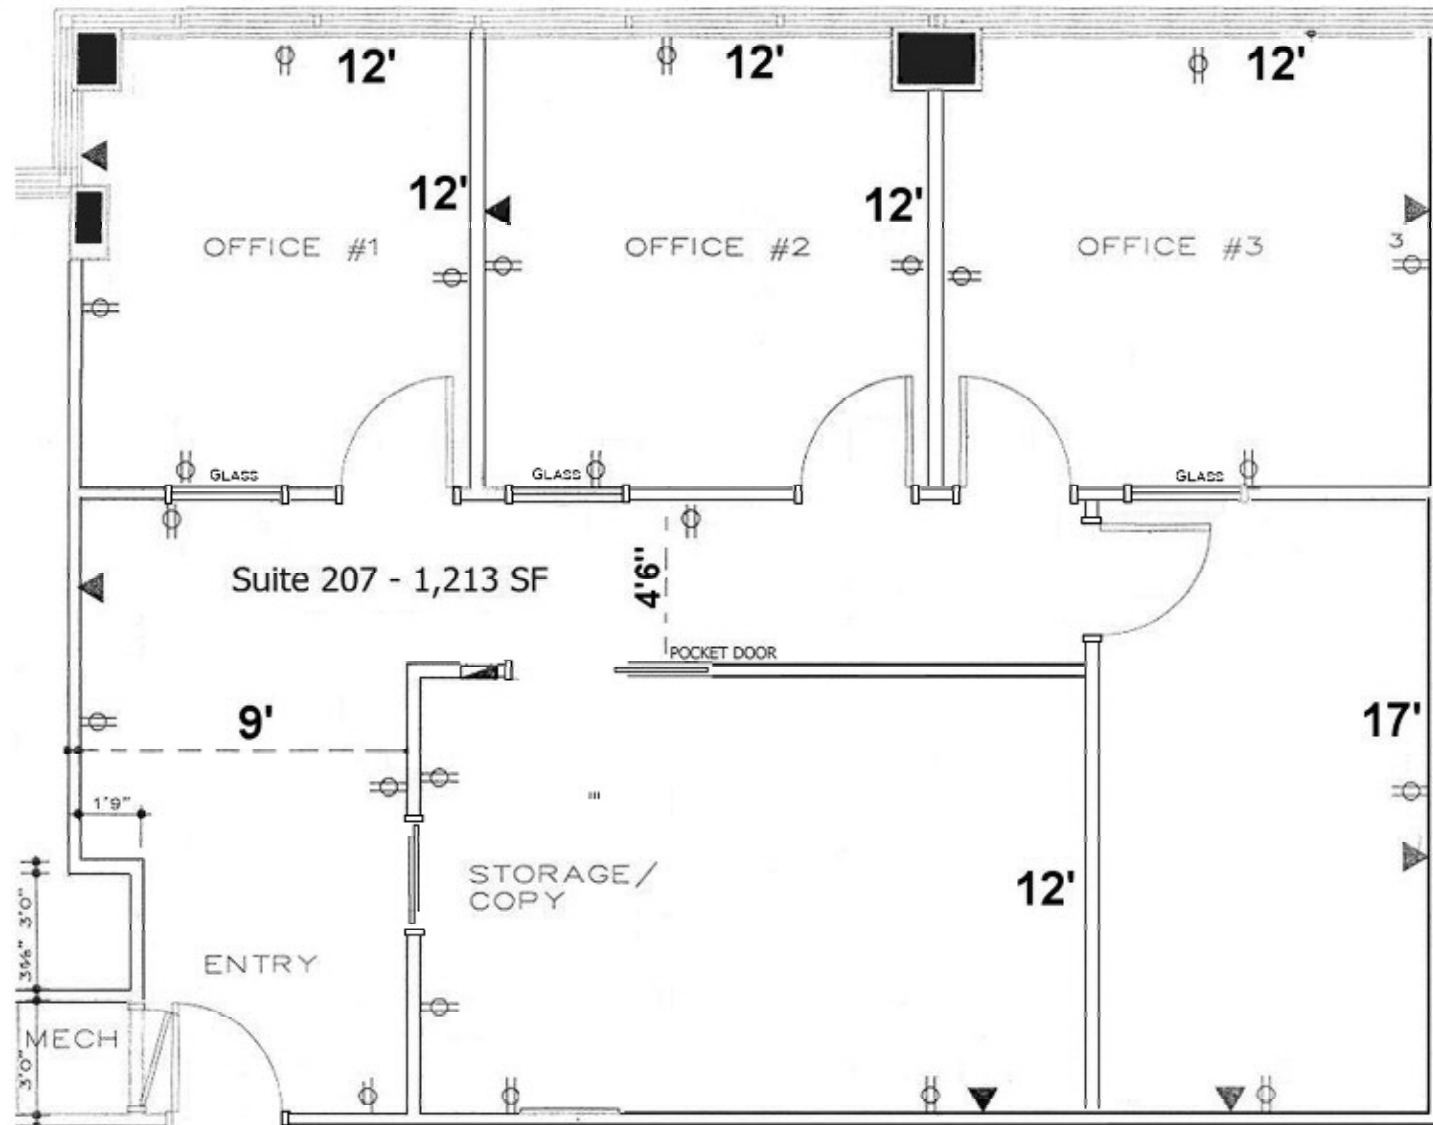 12'
12'
12'
12'
12'
OFFICE #1
OFFICE #2
OFFICE #3
3
GLASS
GLASS
GLASS
Suite 207 - 1,213 SF
4'6"
POCKET DOOR
9'
17'
1'9"
STORAGE/
COPY
12'
3'0"
ENTRY
MECH
3'0"